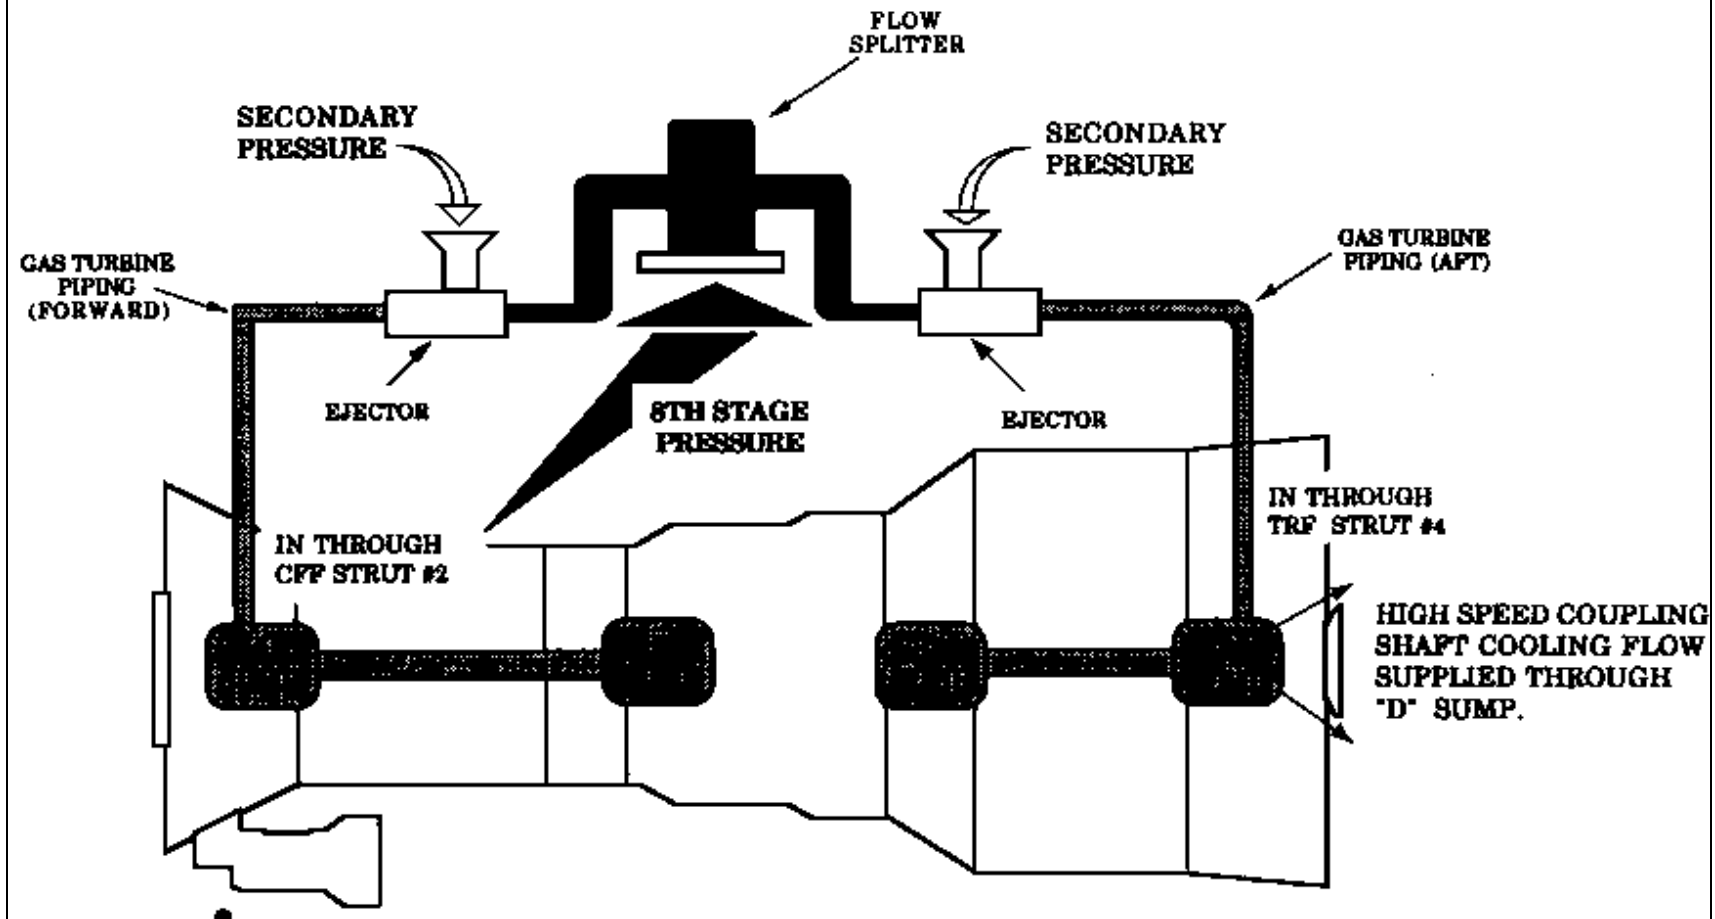 FLOW
SPLITTER
SECONDARY
PRESSURE
SECONDARY
PRESSURE
GAS TURBINE
PIPING
(FORWARD)
GAS TURBINE
PIPING (AFT)
EJECTOR
8TH STAGE
PRESSURE
EJECTOR
IN THROUGH
CFF STRUT #2
IN THROUGH
TRF STRUT #4
HIGH SPEED COUPLING
SHAFT COOLING FLOW
SUPPLIED THROUGH
"D" SUMP.